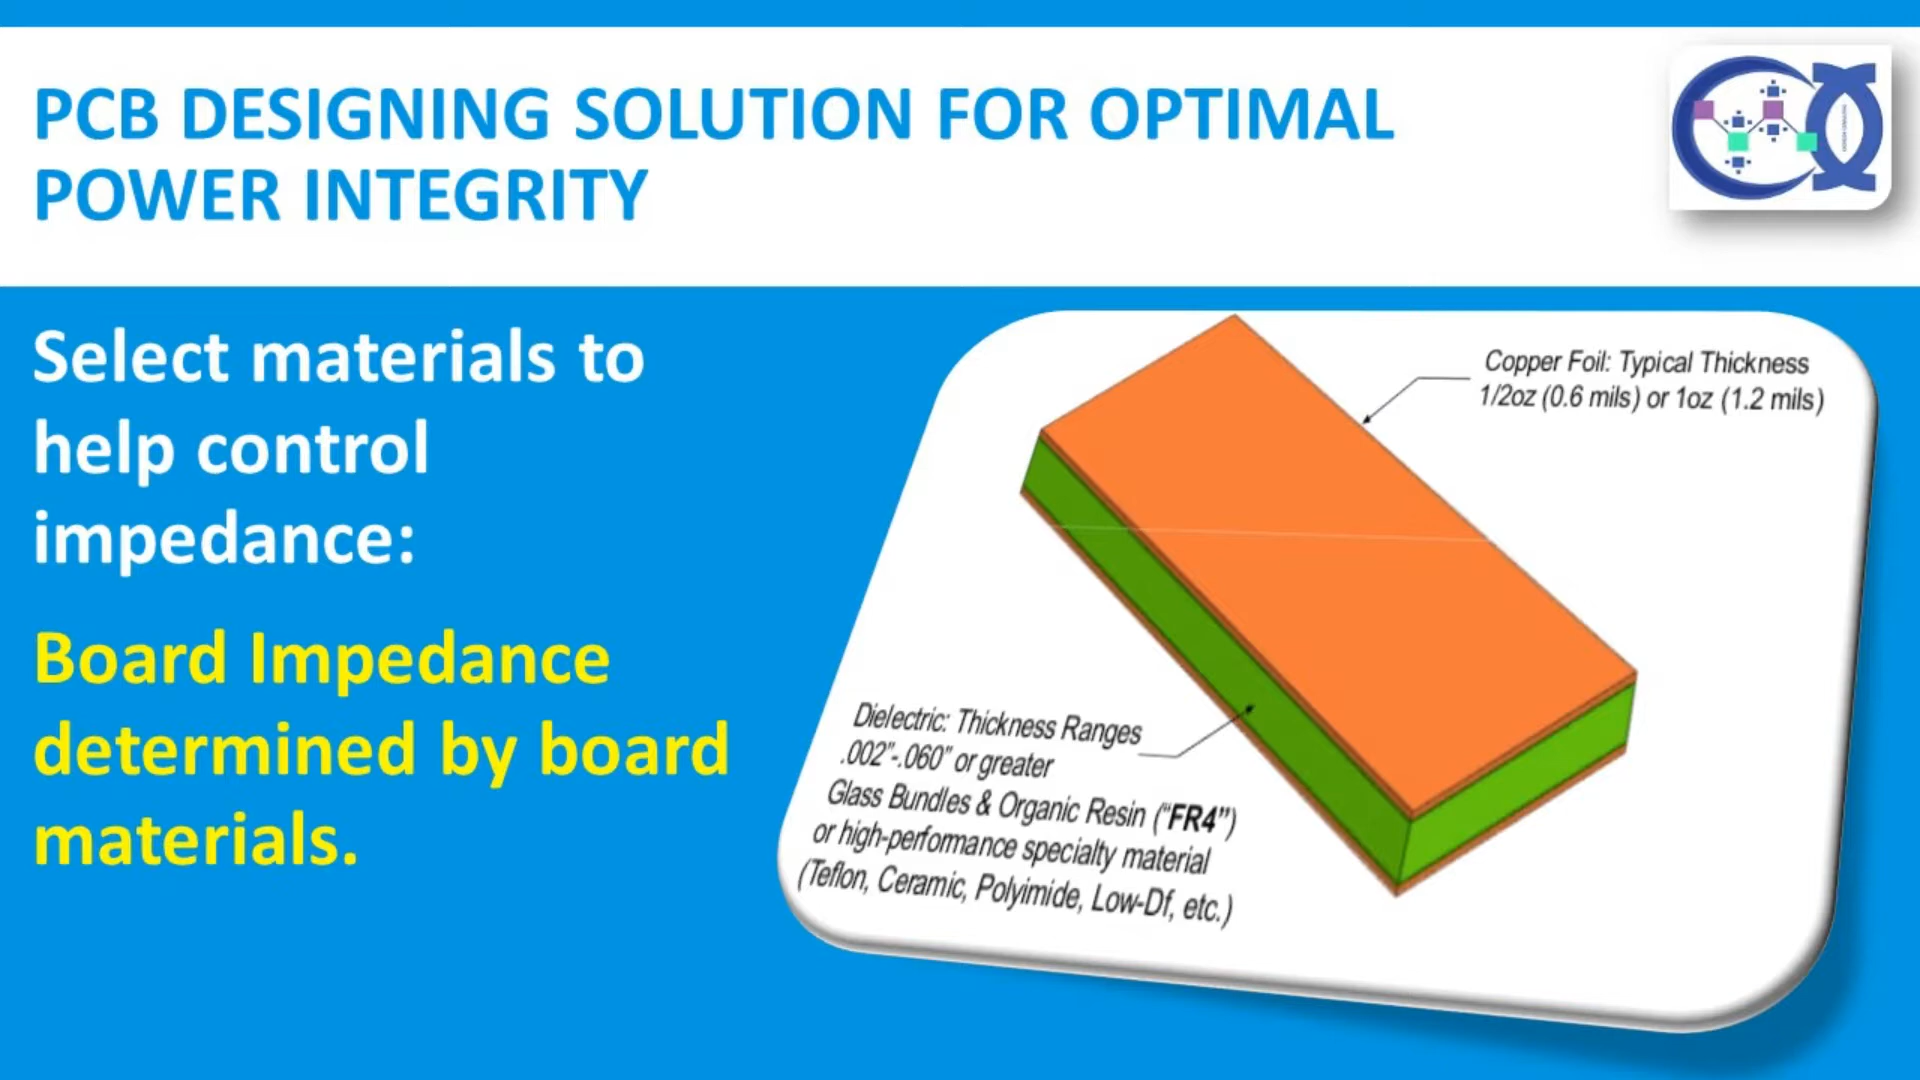 PCB DESIGNING SOLUTION FOR OPTIMAL
POWER INTEGRITY
Select materials to
help control
impedance:
Board Impedance
determined by board
materials.
Copper Foil: Typical Thickness
1/2oz (0.6 mils) or 1oz (1.2 mils)
Dielectric: Thickness Ranges
.002”-.060” or greater
Glass Bundles & Organic Resin (“FR4”)
or high-performance specialty material
(Teflon, Ceramic, Polyimide, Low-Df, etc.)